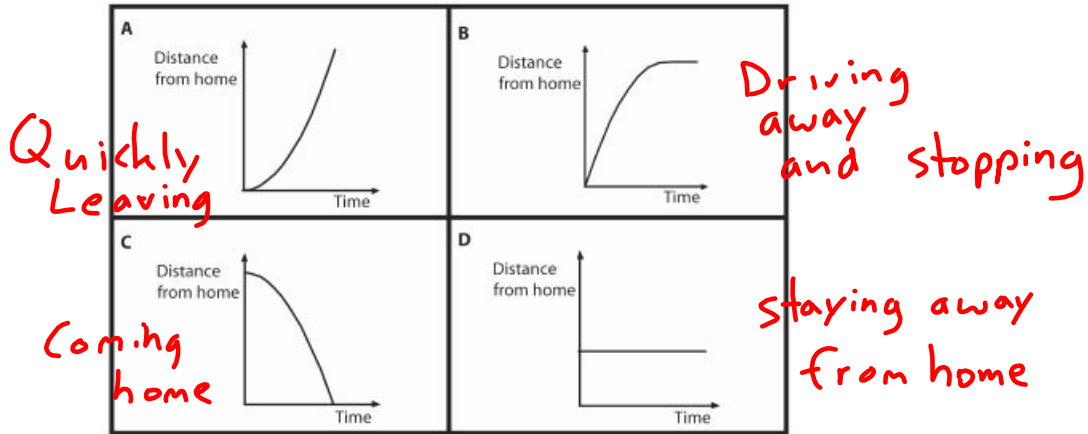 A
Distance
from home
Time
Quickly
Leaving
B
Distance
from home
Time
Driving
away
and stopping
C
Distance
from home
Time
Coming
home
D
Distance
from home
Time
staying away
from home